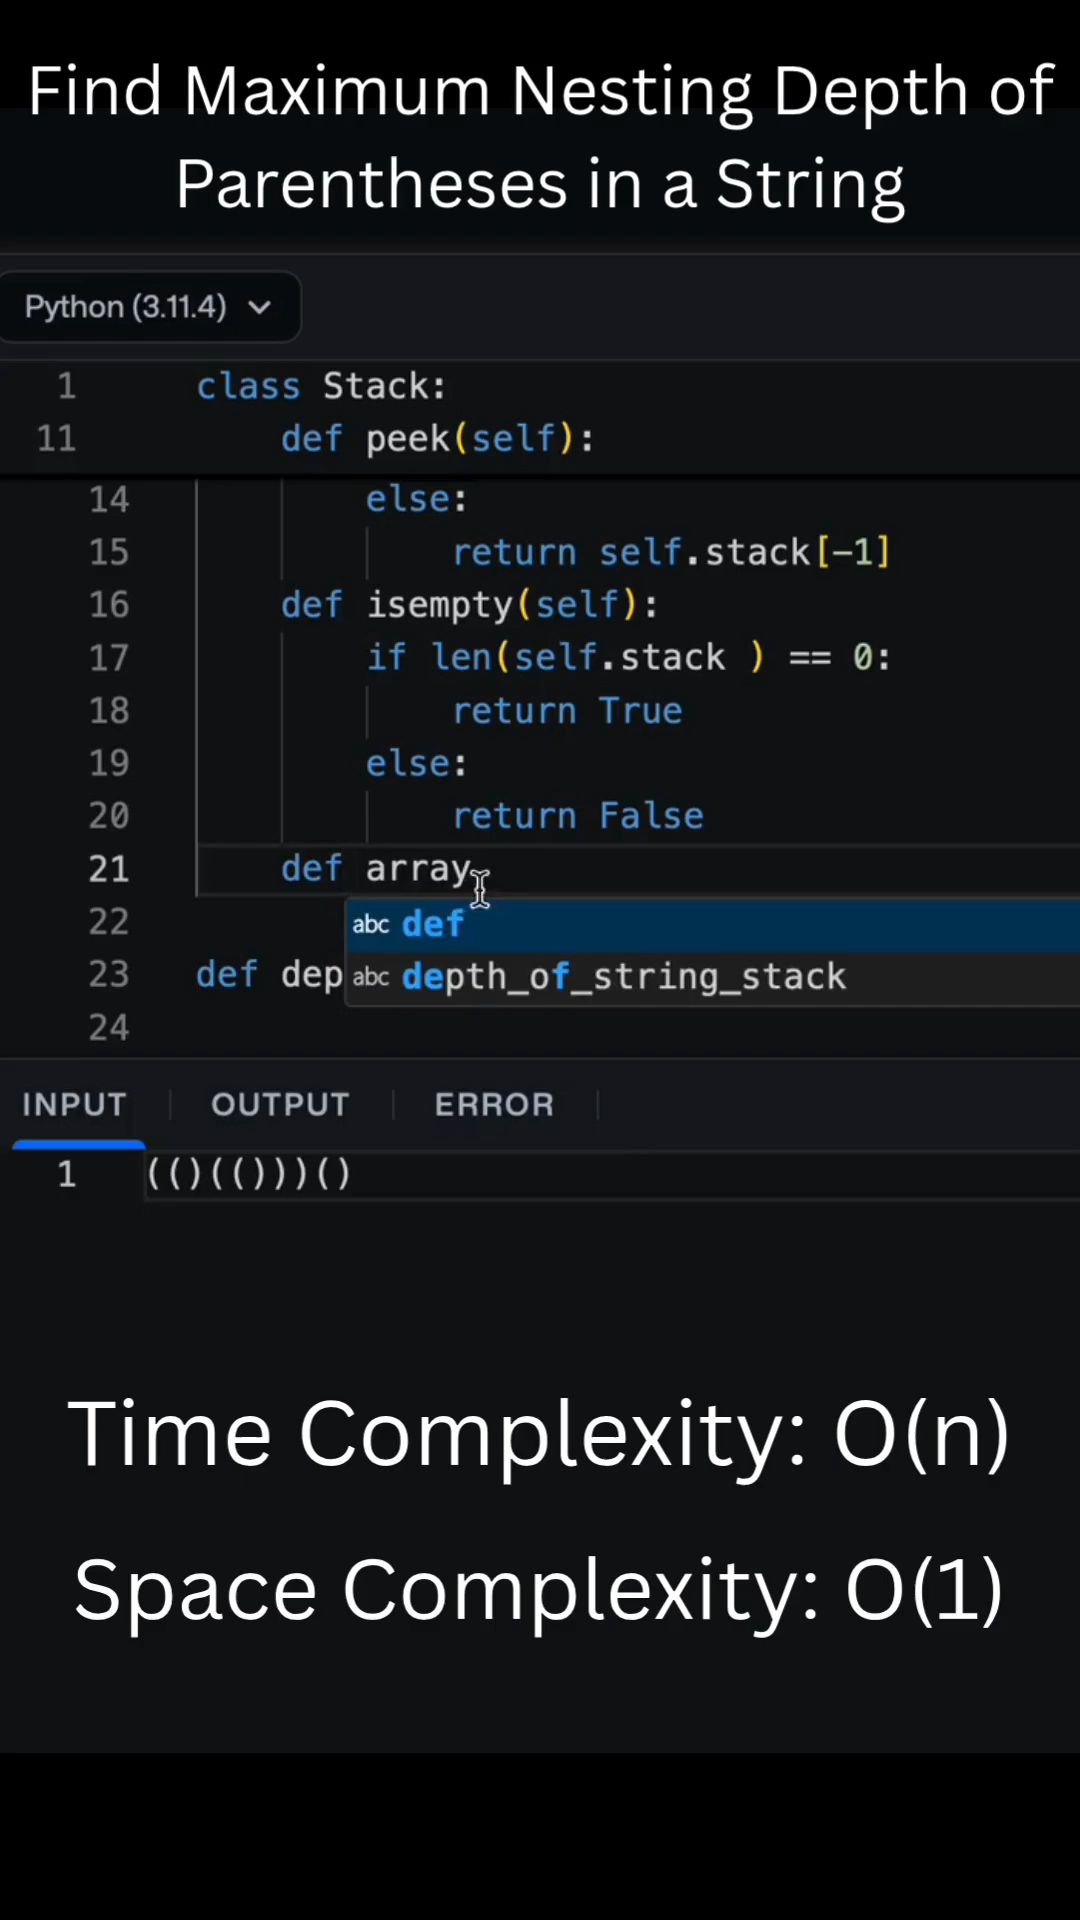 Find Maximum Nesting Depth of
Parentheses in a String
Python (3.11.4)
1 class Stack:
11 def peek(self):
14 else:
15 return self.stack[-1]
16 def isempty(self):
17 if len(self.stack ) == 0:
18 return True
19 else:
20 return False
21 def array
22 abc def
23 def dep abc depth_of_string_stack
24
INPUT OUTPUT ERROR
1 (()(()))()
Time Complexity: O(n)
Space Complexity: O(1)